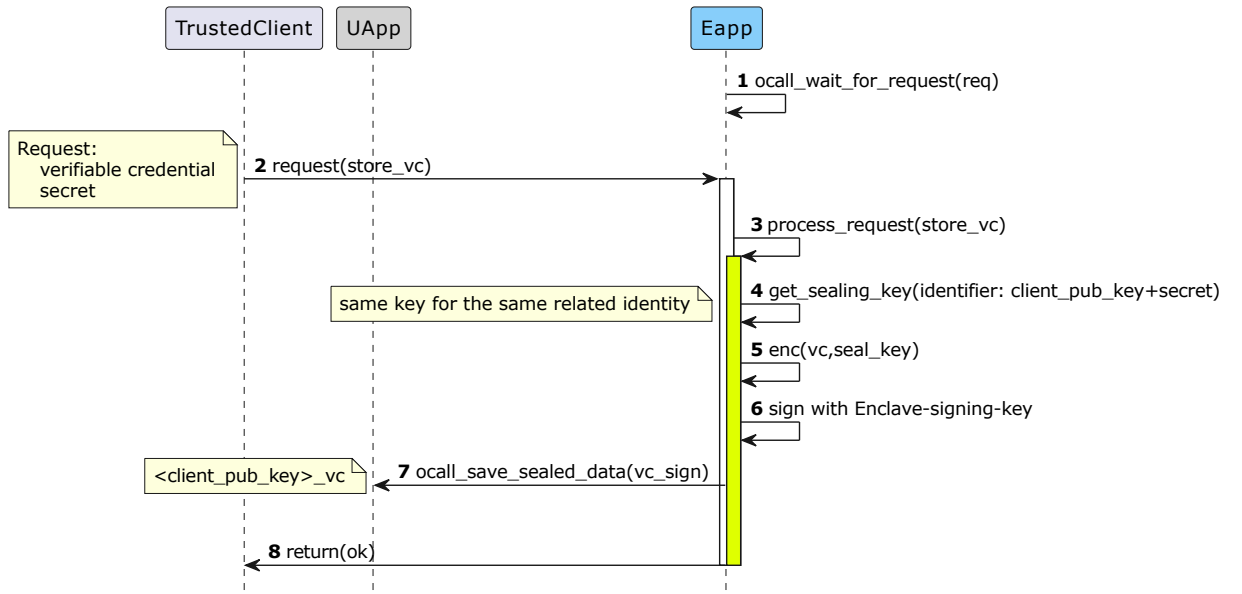 TrustedClient
UApp
Eapp
1 ocall_wait_for_request(req)
Request:
verifiable credential
secret
2 request(store_vc)
3 process_request(store_vc)
same key for the same related identity
4 get_sealing_key(identifier: client_pub_key+secret)
5 enc(vc,seal_key)
6 sign with Enclave-signing-key
<client_pub_key>_vc
7 ocall_save_sealed_data(vc_sign)
8 return(ok)